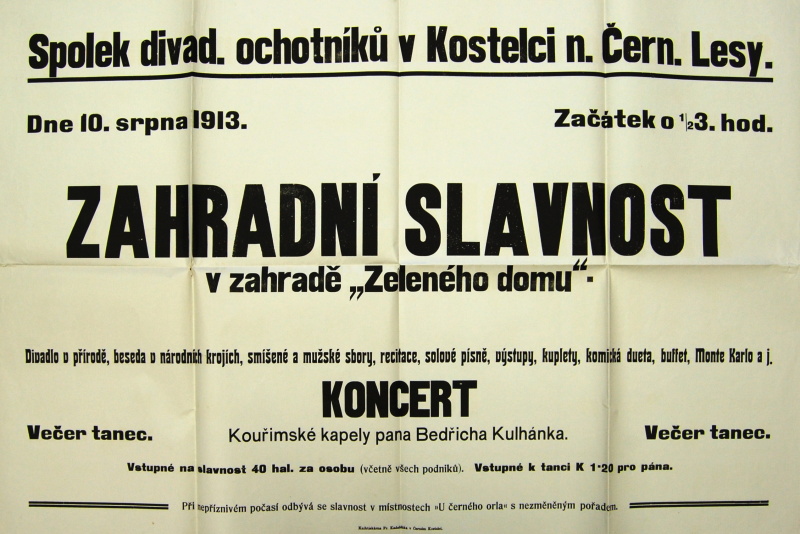 Spolek divad. ochotníků v Kostelci n. Čern. Lesy.
Dne 10. srpna 1913. Začátek o 1/2 3. hod.
ZAHRADNÍ SLAVNOST
v zahradě „Zeleného domu“.
Divadlo v přírodě, beseda v národních krojích, smíšené a mužské sbory, recitace, solové písně, výstupy, kuplety, komická dueta, buffet, Monte Karlo a j.
KONCERT
Večer tanec. Kouřimské kapely pana Bedřicha Kulhánka. Večer tanec.
Vstupné na slavnost 40 hal. za osobu (včetně všech podniků). Vstupné k tanci K 1·20 pro pána.
Při nepříznivém počasí odbývá se slavnost v místnostech »U černého orla« s nezměněným pořadem.